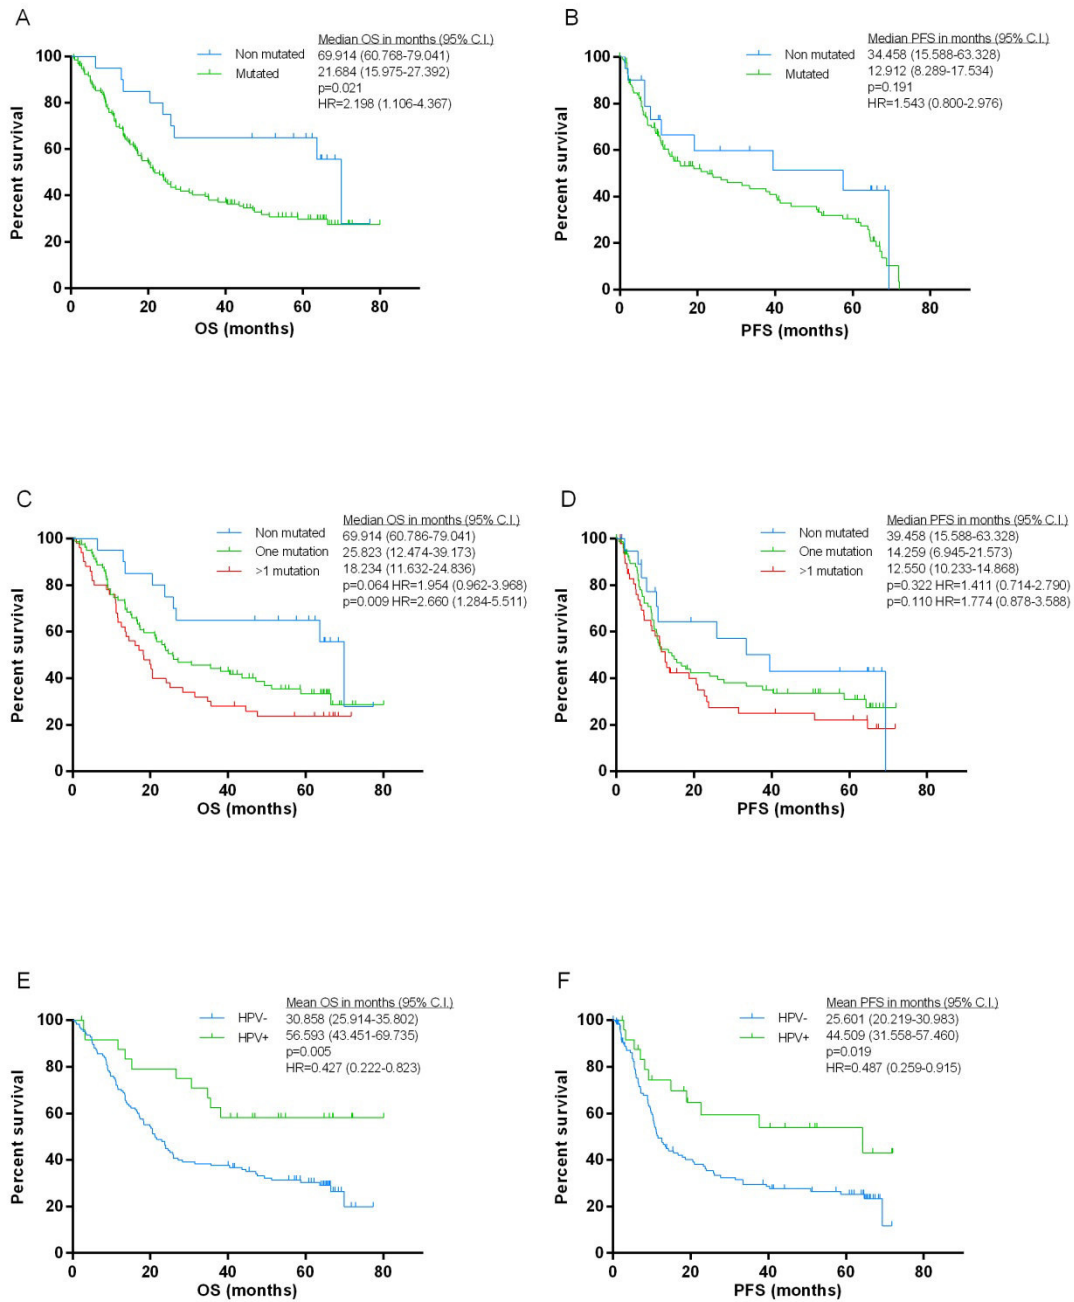 A
Median OS in months (95% C.I.)
Non mutated 69.914 (60.768-79.041)
Mutated 21.684 (15.975-27.392)
p=0.021
HR=2.198 (1.106-4.367)
Percent survival
100
80
60
40
20
0
0 20 40 60 80
OS (months)
B
Median PFS in months (95% C.I.)
Non mutated 34.458 (15.588-63.328)
Mutated 12.912 (8.289-17.534)
p=0.191
HR=1.543 (0.800-2.976)
Percent survival
100
80
60
40
20
0
0 20 40 60 80
PFS (months)
C
Median OS in months (95% C.I.)
Non mutated 69.914 (60.786-79.041)
One mutation 25.823 (12.474-39.173)
>1 mutation 18.234 (11.632-24.836)
p=0.064 HR=1.954 (0.962-3.968)
p=0.009 HR=2.660 (1.284-5.511)
Percent survival
100
80
60
40
20
0
0 20 40 60 80
OS (months)
D
Median PFS in months (95% C.I.)
Non mutated 39.458 (15.588-63.328)
One mutation 14.259 (6.945-21.573)
>1 mutation 12.550 (10.233-14.868)
p=0.322 HR=1.411 (0.714-2.790)
p=0.110 HR=1.774 (0.878-3.588)
Percent survival
100
80
60
40
20
0
0 20 40 60 80
PFS (months)
E
Mean OS in months (95% C.I.)
HPV- 30.858 (25.914-35.802)
HPV+ 56.593 (43.451-69.735)
p=0.005
HR=0.427 (0.222-0.823)
Percent survival
100
80
60
40
20
0
0 20 40 60 80
OS (months)
F
Mean PFS in months (95% C.I.)
HPV- 25.601 (20.219-30.983)
HPV+ 44.509 (31.558-57.460)
p=0.019
HR=0.487 (0.259-0.915)
Percent survival
100
80
60
40
20
0
0 20 40 60 80
PFS (months)